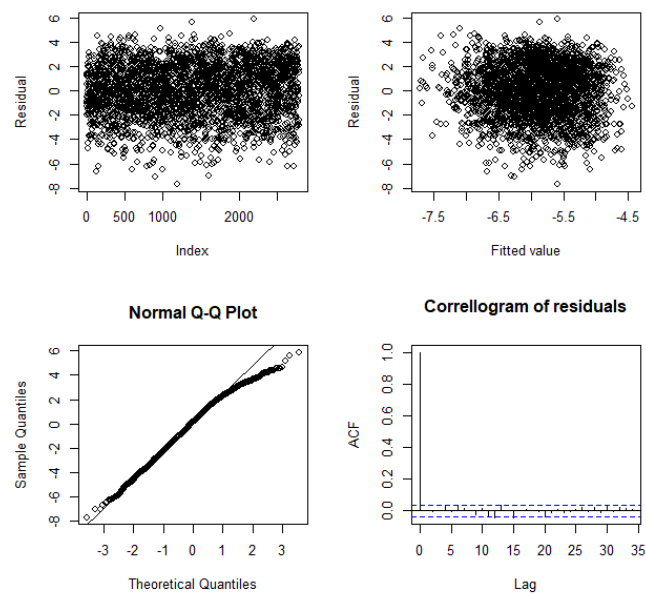 6
4
2
0
-2
-4
-6
-8
Residual
0 500 1000 2000
Index
6
4
2
0
-2
-4
-6
-8
Residual
-7.5 -6.5 -5.5 -4.5
Fitted value
Normal Q-Q Plot
6
4
2
0
-2
-4
-6
-8
Sample Quantiles
-3 -2 -1 0 1 2 3
Theoretical Quantiles
Correllogram of residuals
1.0
0.8
0.6
0.4
0.2
0.0
ACF
0 5 10 15 20 25 30 35
Lag